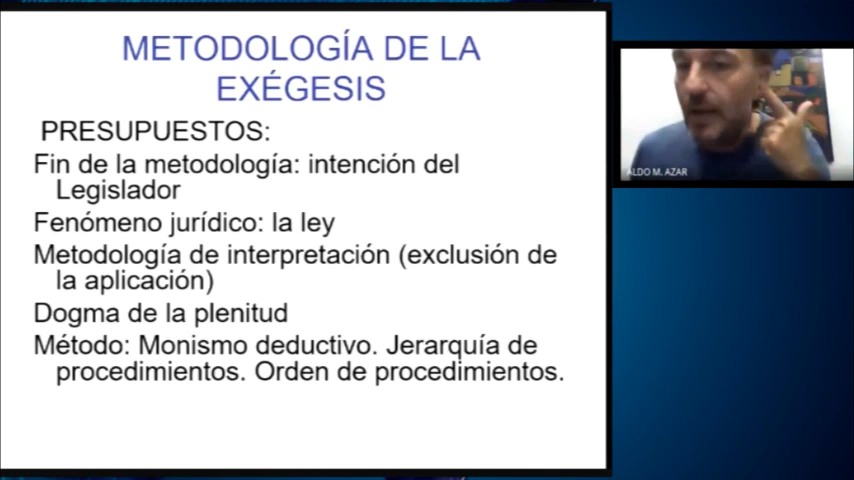 METODOLOGÍA DE LA
EXÉGESIS
PRESUPUESTOS:
Fin de la metodología: intención del
Legislador
Fenómeno jurídico: la ley
Metodología de interpretación (exclusión de
la aplicación)
Dogma de la plenitud
Método: Monismo deductivo. Jerarquía de
procedimientos. Orden de procedimientos.
ALDO M. AZAR